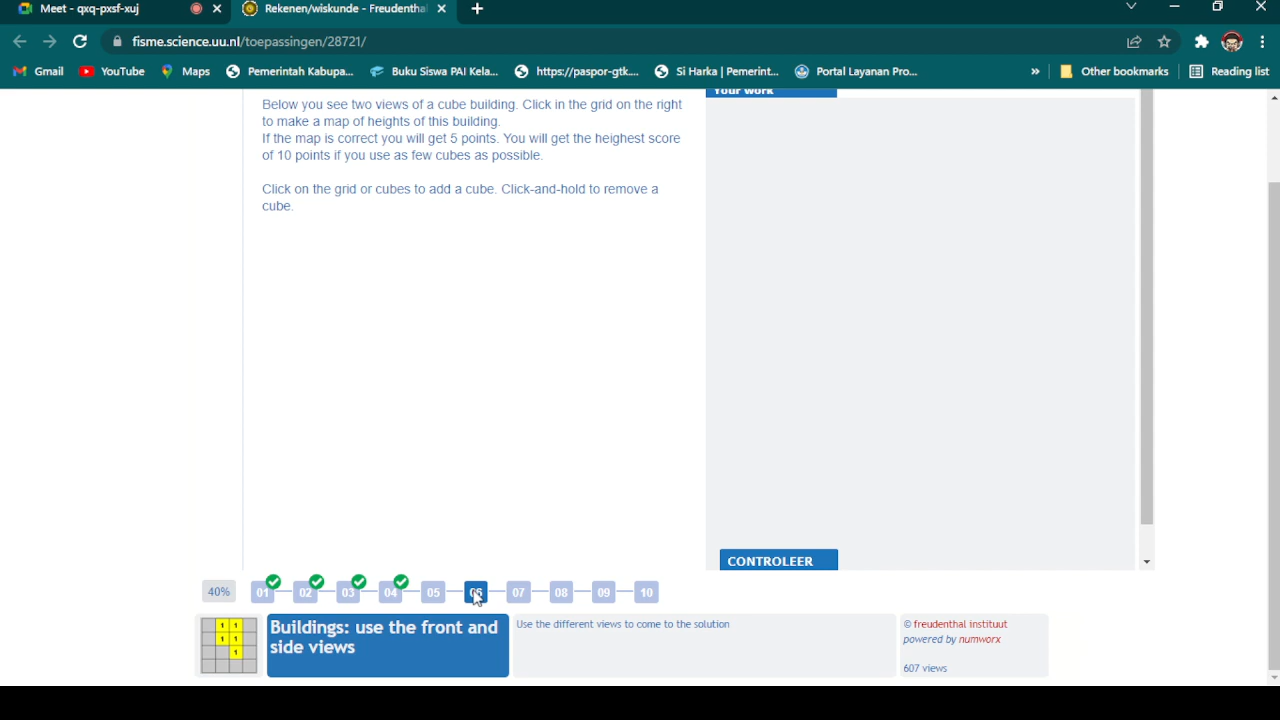 Meet - qxq-pxsf-xuj
Rekenen/wiskunde - Freudenthal
fisme.science.uu.nl/toepassingen/28721/
Gmail
YouTube
Maps
Pemerintah Kabupa...
Buku Siswa PAI Kela...
https://paspor-gtk....
Si Harka | Pemerint...
Portal Layanan Pro...
»
Other bookmarks
Reading list
Your work
Below you see two views of a cube building. Click in the grid on the right
to make a map of heights of this building.
If the map is correct you will get 5 points. You will get the heighest score
of 10 points if you use as few cubes as possible.
Click on the grid or cubes to add a cube. Click-and-hold to remove a
cube.
CONTROLEER
40%
01
02
03
04
05
06
07
08
09
10
1 1
1 1
1
Buildings: use the front and
side views
Use the different views to come to the solution
© freudenthal instituut
powered by numworx
607 views